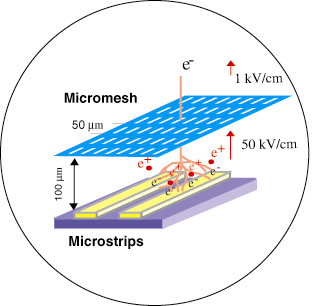 e-
1 kV/cm
Micromesh
50 µm
50 kV/cm
e+
e+
e+
e+
e-
e-
e-
e-
100 µm
Microstrips